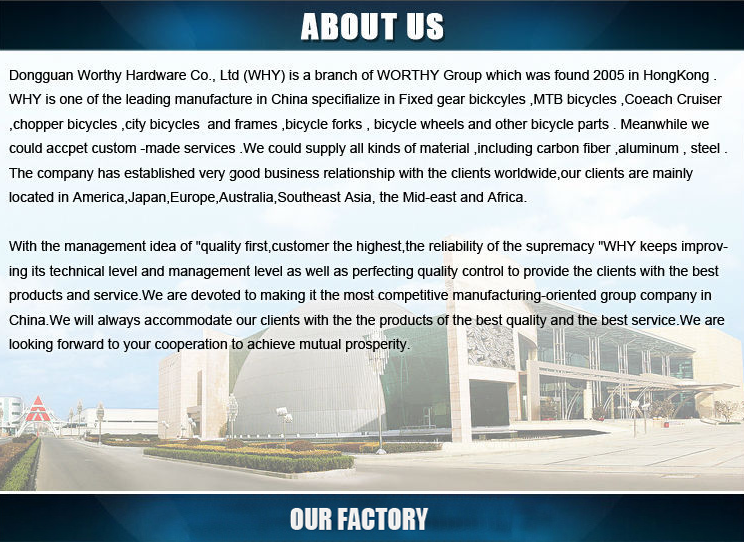 ABOUT US
Dongguan Worthy Hardware Co., Ltd (WHY) is a branch of WORTHY Group which was found 2005 in HongKong .
WHY is one of the leading manufacture in China specifialize in Fixed gear bickcyles ,MTB bicycles ,Coeach Cruiser
,chopper bicycles ,city bicycles  and frames ,bicycle forks , bicycle wheels and other bicycle parts . Meanwhile we
could accpet custom -made services .We could supply all kinds of material ,including carbon fiber ,aluminum , steel .
The company has established very good business relationship with the clients worldwide,our clients are mainly
located in America,Japan,Europe,Australia,Southeast Asia, the Mid-east and Africa.
With the management idea of "quality first,customer the highest,the reliability of the supremacy "WHY keeps improv-
ing its technical level and management level as well as perfecting quality control to provide the clients with the best
products and service.We are devoted to making it the most competitive manufacturing-oriented group company in
China.We will always accommodate our clients with the the products of the best quality and the best service.We are
looking forward to your cooperation to achieve mutual prosperity.
OUR FACTORY